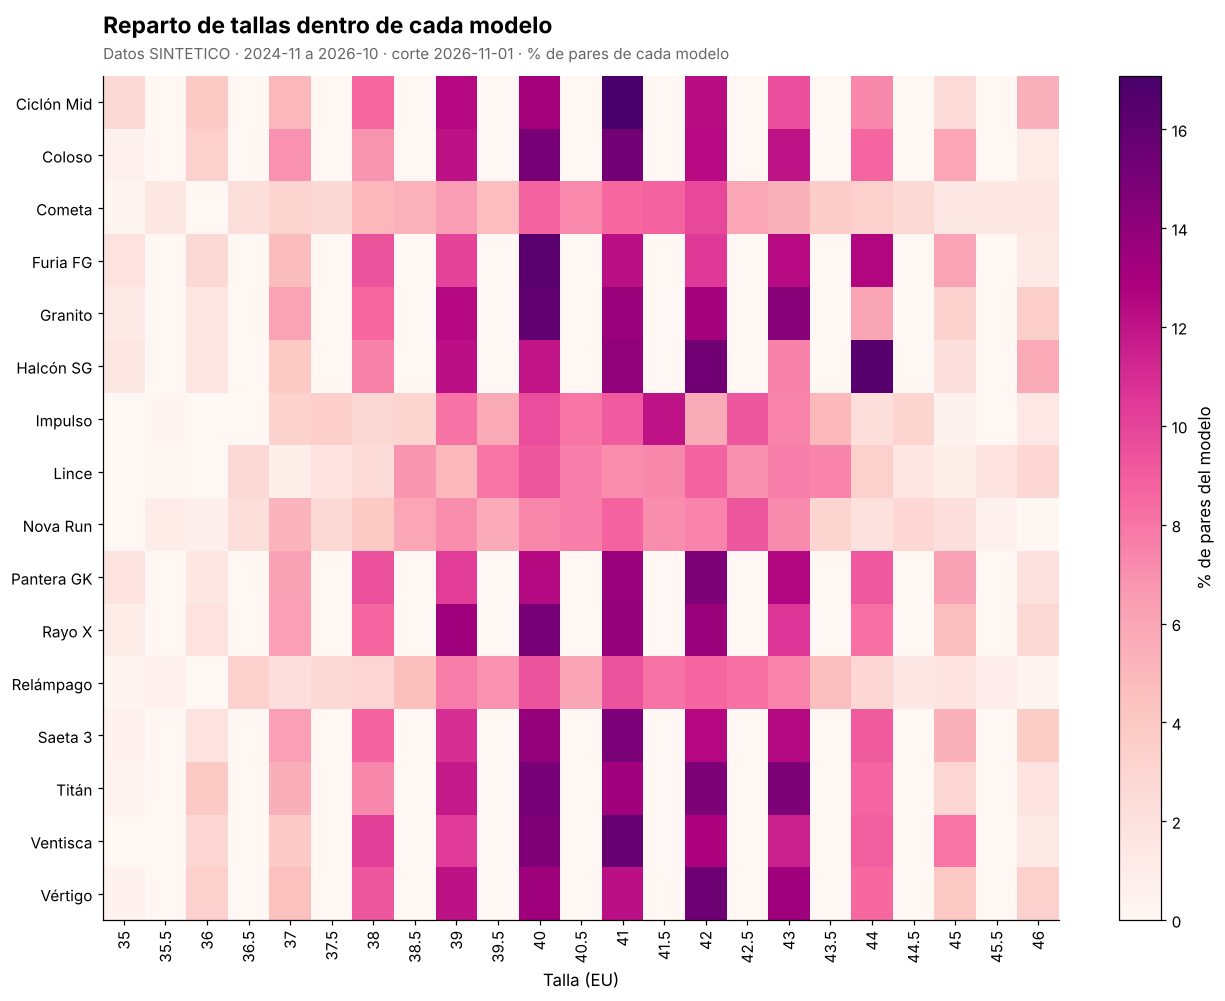 Reparto de tallas dentro de cada modelo
Datos SINTETICO · 2024-11 a 2026-10 · corte 2026-11-01 · % de pares de cada modelo
Ciclón Mid
Coloso
Cometa
Furia FG
Granito
Halcón SG
Impulso
Lince
Nova Run
Pantera GK
Rayo X
Relámpago
Saeta 3
Titán
Ventisca
Vértigo
35
35.5
36
36.5
37
37.5
38
38.5
39
39.5
40
40.5
41
41.5
42
42.5
43
43.5
44
44.5
45
45.5
46
Talla (EU)
16
14
12
10
8
6
4
2
0
% de pares del modelo